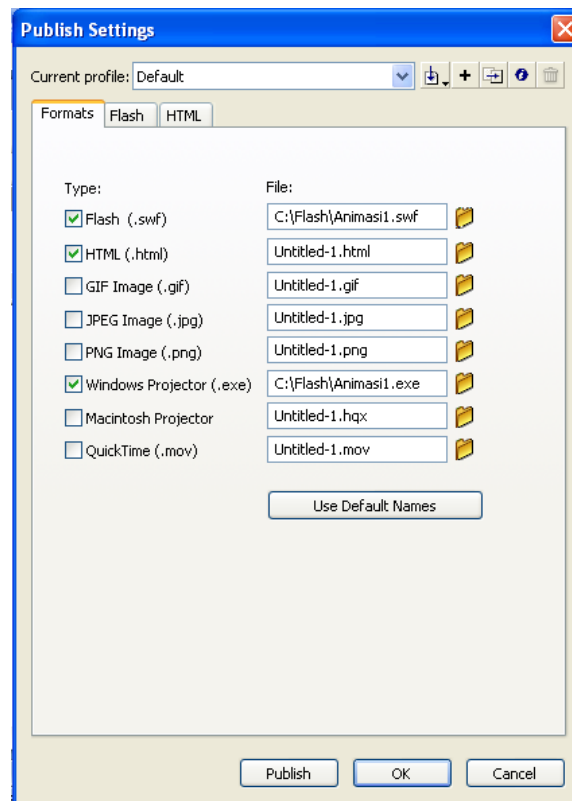 Publish Settings
Current profile: Default
Formats Flash HTML
Type: File:
Flash (.swf) C:\Flash\Animasi1.swf
HTML (.html) Untitled-1.html
GIF Image (.gif) Untitled-1.gif
JPEG Image (.jpg) Untitled-1.jpg
PNG Image (.png) Untitled-1.png
Windows Projector (.exe) C:\Flash\Animasi1.exe
Macintosh Projector Untitled-1.hqx
QuickTime (.mov) Untitled-1.mov
Use Default Names
Publish OK Cancel